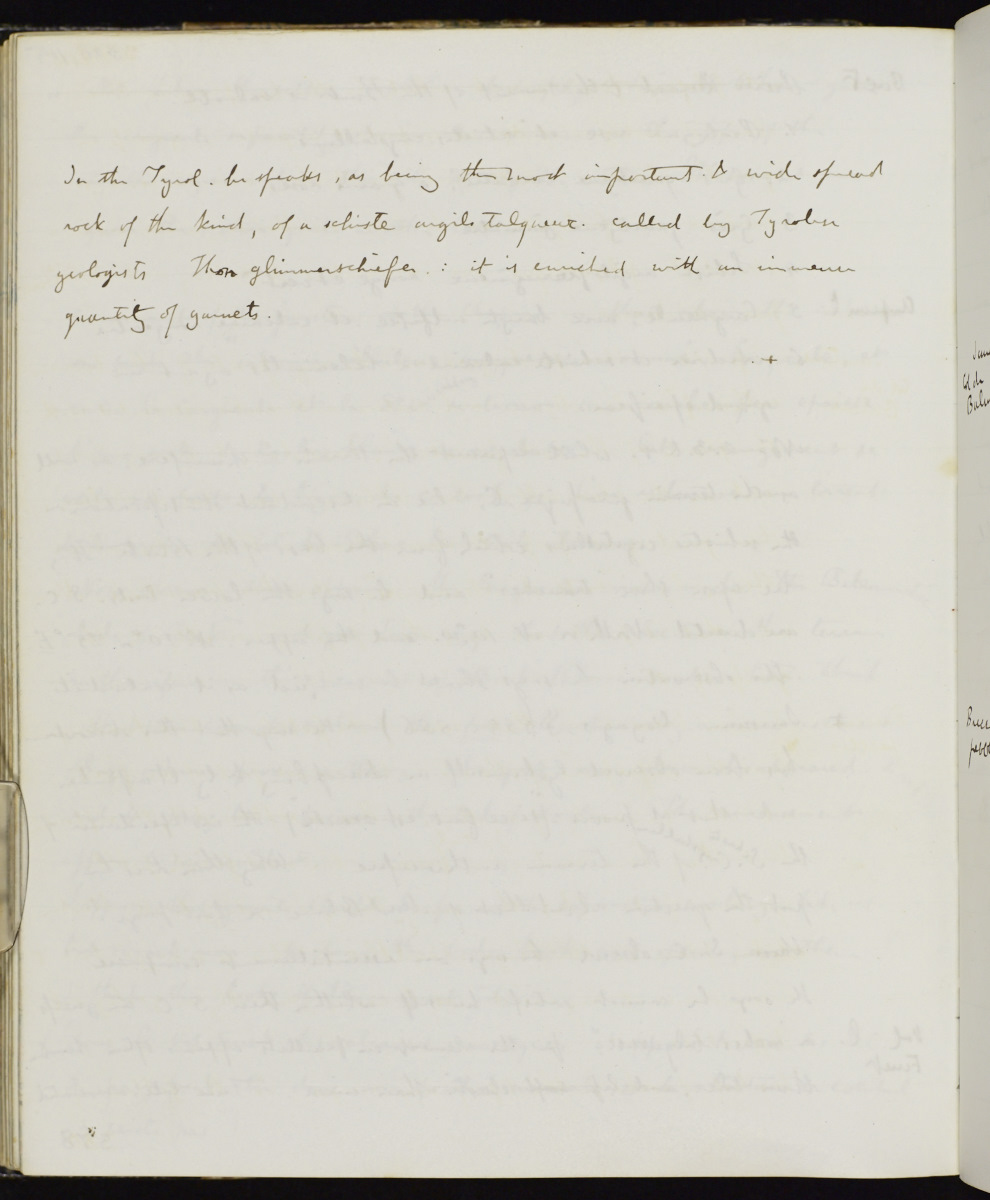 In the Tyrol. he speaks, as being the most important & wide spread
rock of the kind, of a schiste argilo talqueux. called by Tyrolese
geologists Thon glimmerschiefer. : it is enriched with an immense
quantity of garnets.
+